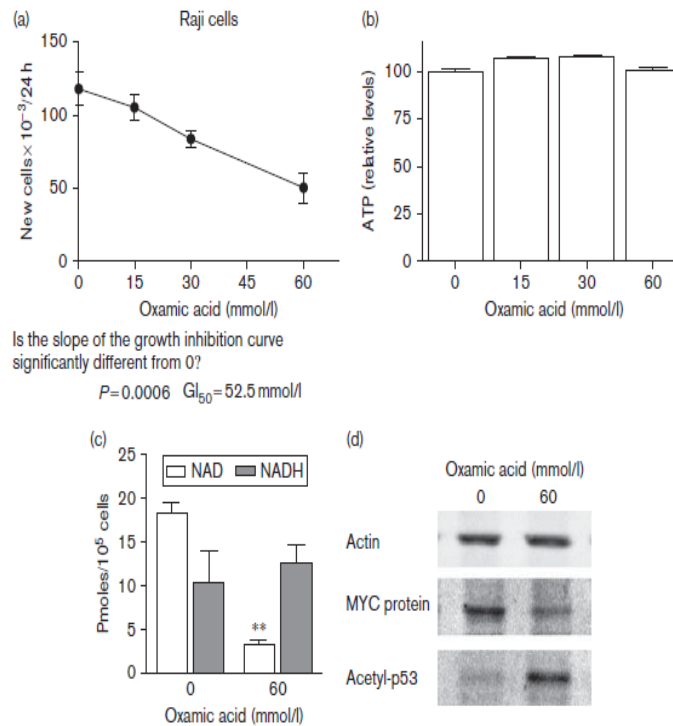 (a)
Raji cells
New cells×10⁻³/24 h
150
100
50
0
0 15 30 45 60
Oxamic acid (mmol/l)
Is the slope of the growth inhibition curve
significantly different from 0?
P=0.0006 GI₅₀=52.5 mmol/l
(b)
ATP (relative levels)
100
75
50
25
0
0 15 30 60
Oxamic acid (mmol/l)
(c)
NAD NADH
Pmoles/10⁵ cells
25
20
15
10
5
0
**
0 60
Oxamic acid (mmol/l)
(d)
Oxamic acid (mmol/l)
0 60
Actin
MYC protein
Acetyl-p53